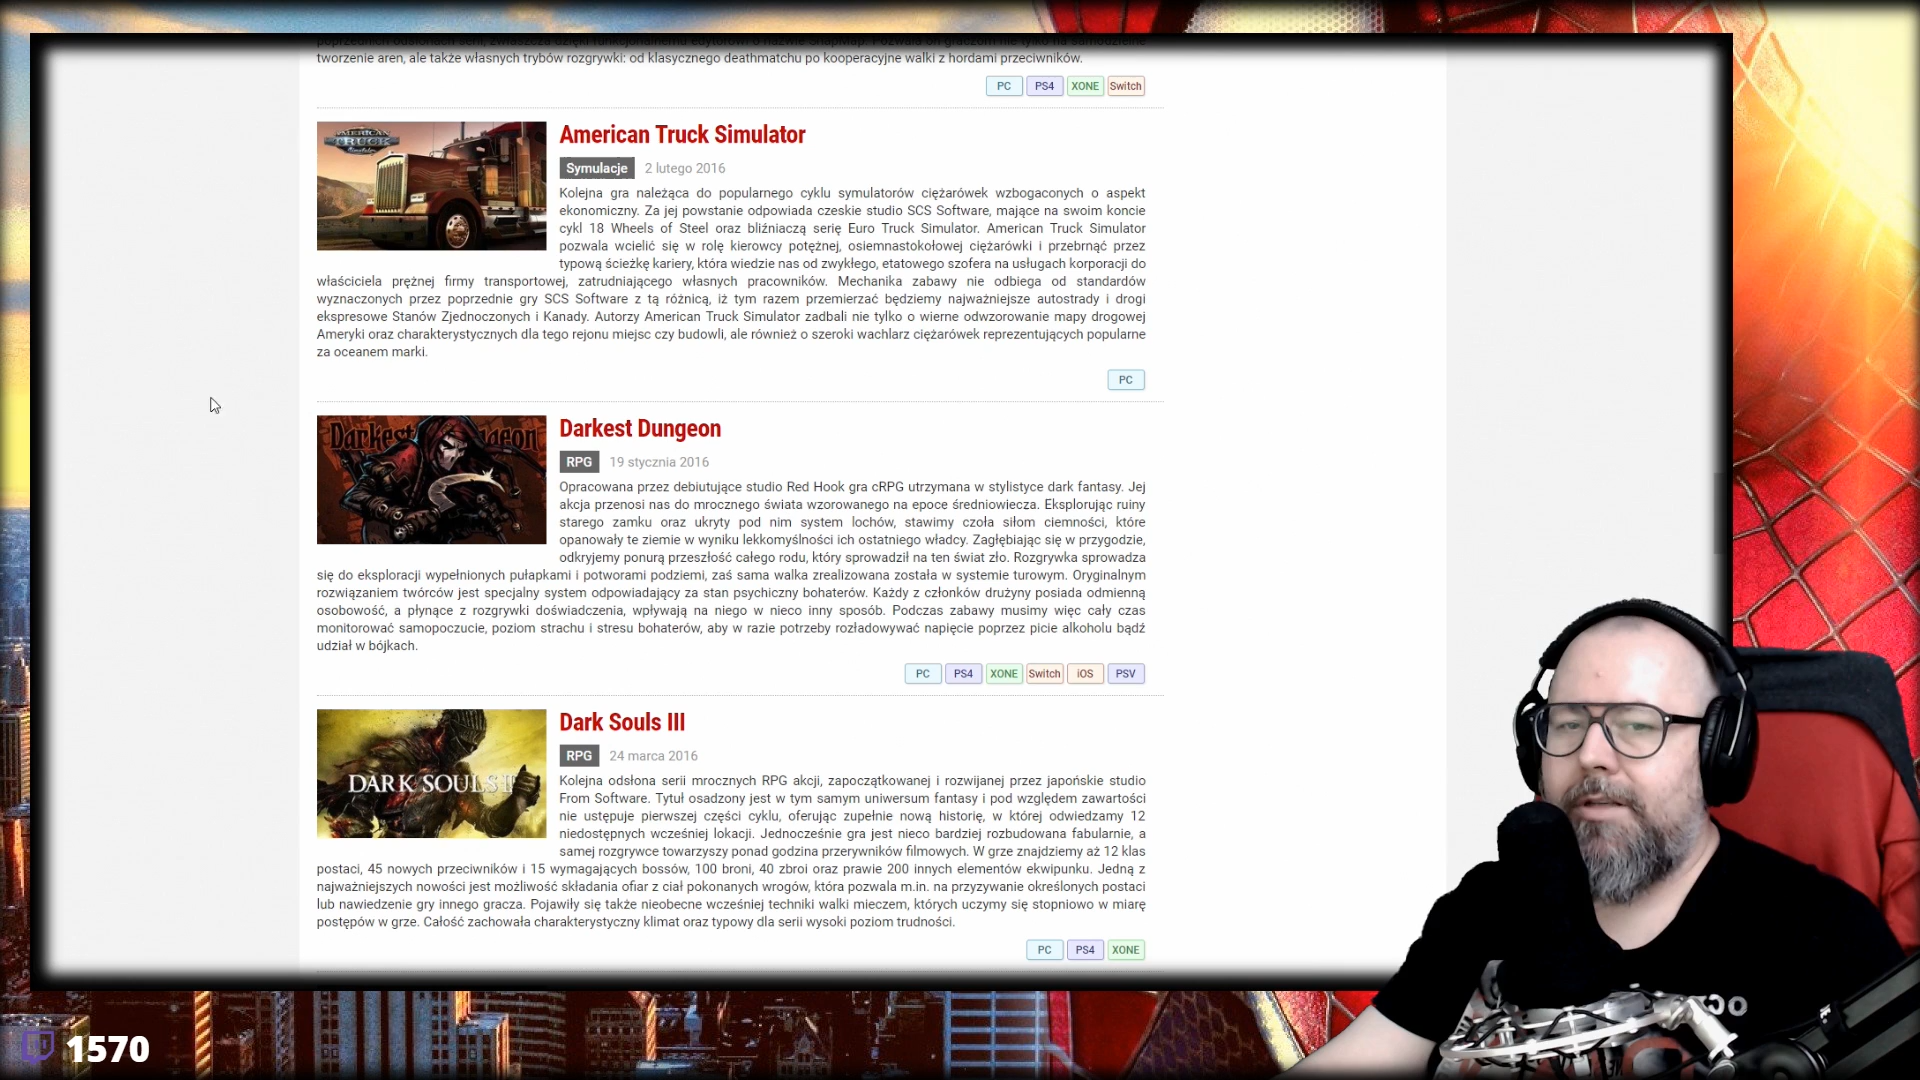 tworzenie aren, ale także własnych trybów rozgrywki: od klasycznego deathmatchu po kooperacyjne walki z hordami przeciwników.
PC PS4 XONE Switch
AMERICAN TRUCK Simulator
American Truck Simulator
Symulacje 2 lutego 2016
Kolejna gra należąca do popularnego cyklu symulatorów ciężarówek wzbogaconych o aspekt
ekonomiczny. Za jej powstanie odpowiada czeskie studio SCS Software, mające na swoim koncie
cykl 18 Wheels of Steel oraz bliźniaczą serię Euro Truck Simulator. American Truck Simulator
pozwala wcielić się w rolę kierowcy potężnej, osiemnastokołowej ciężarówki i przebrnąć przez
typową ścieżkę kariery, która wiedzie nas od zwykłego, etatowego szofera na usługach korporacji do
właściciela prężnej firmy transportowej, zatrudniającego własnych pracowników. Mechanika zabawy nie odbiega od standardów
wyznaczonych przez poprzednie gry SCS Software z tą różnicą, iż tym razem przemierzać będziemy najważniejsze autostrady i drogi
ekspresowe Stanów Zjednoczonych i Kanady. Autorzy American Truck Simulator zadbali nie tylko o wierne odwzorowanie mapy drogowej
Ameryki oraz charakterystycznych dla tego rejonu miejsc czy budowli, ale również o szeroki wachlarz ciężarówek reprezentujących popularne
za oceanem marki.
PC
Darkest Dungeon
RPG 19 stycznia 2016
Opracowana przez debiutujące studio Red Hook gra cRPG utrzymana w stylistyce dark fantasy. Jej
akcja przenosi nas do mrocznego świata wzorowanego na epoce średniowiecza. Eksplorując ruiny
starego zamku oraz ukryty pod nim system lochów, stawimy czoła siłom ciemności, które
opanowały te ziemie w wyniku lekkomyślności ich ostatniego władcy. Zagłębiając się w przygodzie,
odkryjemy ponurą przeszłość całego rodu, który sprowadził na ten świat zło. Rozgrywka sprowadza
się do eksploracji wypełnionych pułapkami i potworami podziemi, zaś sama walka zrealizowana została w systemie turowym. Oryginalnym
rozwiązaniem twórców jest specjalny system odpowiadający za stan psychiczny bohaterów. Każdy z członków drużyny posiada odmienną
osobowość, a płynące z rozgrywki doświadczenia, wpływają na niego w nieco inny sposób. Podczas zabawy musimy więc cały czas
monitorować samopoczucie, poziom strachu i stresu bohaterów, aby w razie potrzeby rozładowywać napięcie poprzez picie alkoholu bądź
udział w bójkach.
PC PS4 XONE Switch iOS PSV
DARK SOULS II
Dark Souls III
RPG 24 marca 2016
Kolejna odsłona serii mrocznych RPG akcji, zapoczątkowanej i rozwijanej przez japońskie studio
From Software. Tytuł osadzony jest w tym samym uniwersum fantasy i pod względem zawartości
nie ustępuje pierwszej części cyklu, oferując zupełnie nową historię, w której odwiedzamy 12
niedostępnych wcześniej lokacji. Jednocześnie gra jest nieco bardziej rozbudowana fabularnie, a
samej rozgrywce towarzyszy ponad godzina przerywników filmowych. W grze znajdziemy aż 12 klas
postaci, 45 nowych przeciwników i 15 wymagających bossów, 100 broni, 40 zbroi oraz prawie 200 innych elementów ekwipunku. Jedną z
najważniejszych nowości jest możliwość składania ofiar z ciał pokonanych wrogów, która pozwala m.in. na przyzywanie określonych postaci
lub nawiedzenie gry innego gracza. Pojawiły się także nieobecne wcześniej techniki walki mieczem, których uczymy się stopniowo w miarę
postępów w grze. Całość zachowała charakterystyczny klimat oraz typowy dla serii wysoki poziom trudności.
PC PS4 XONE
1570